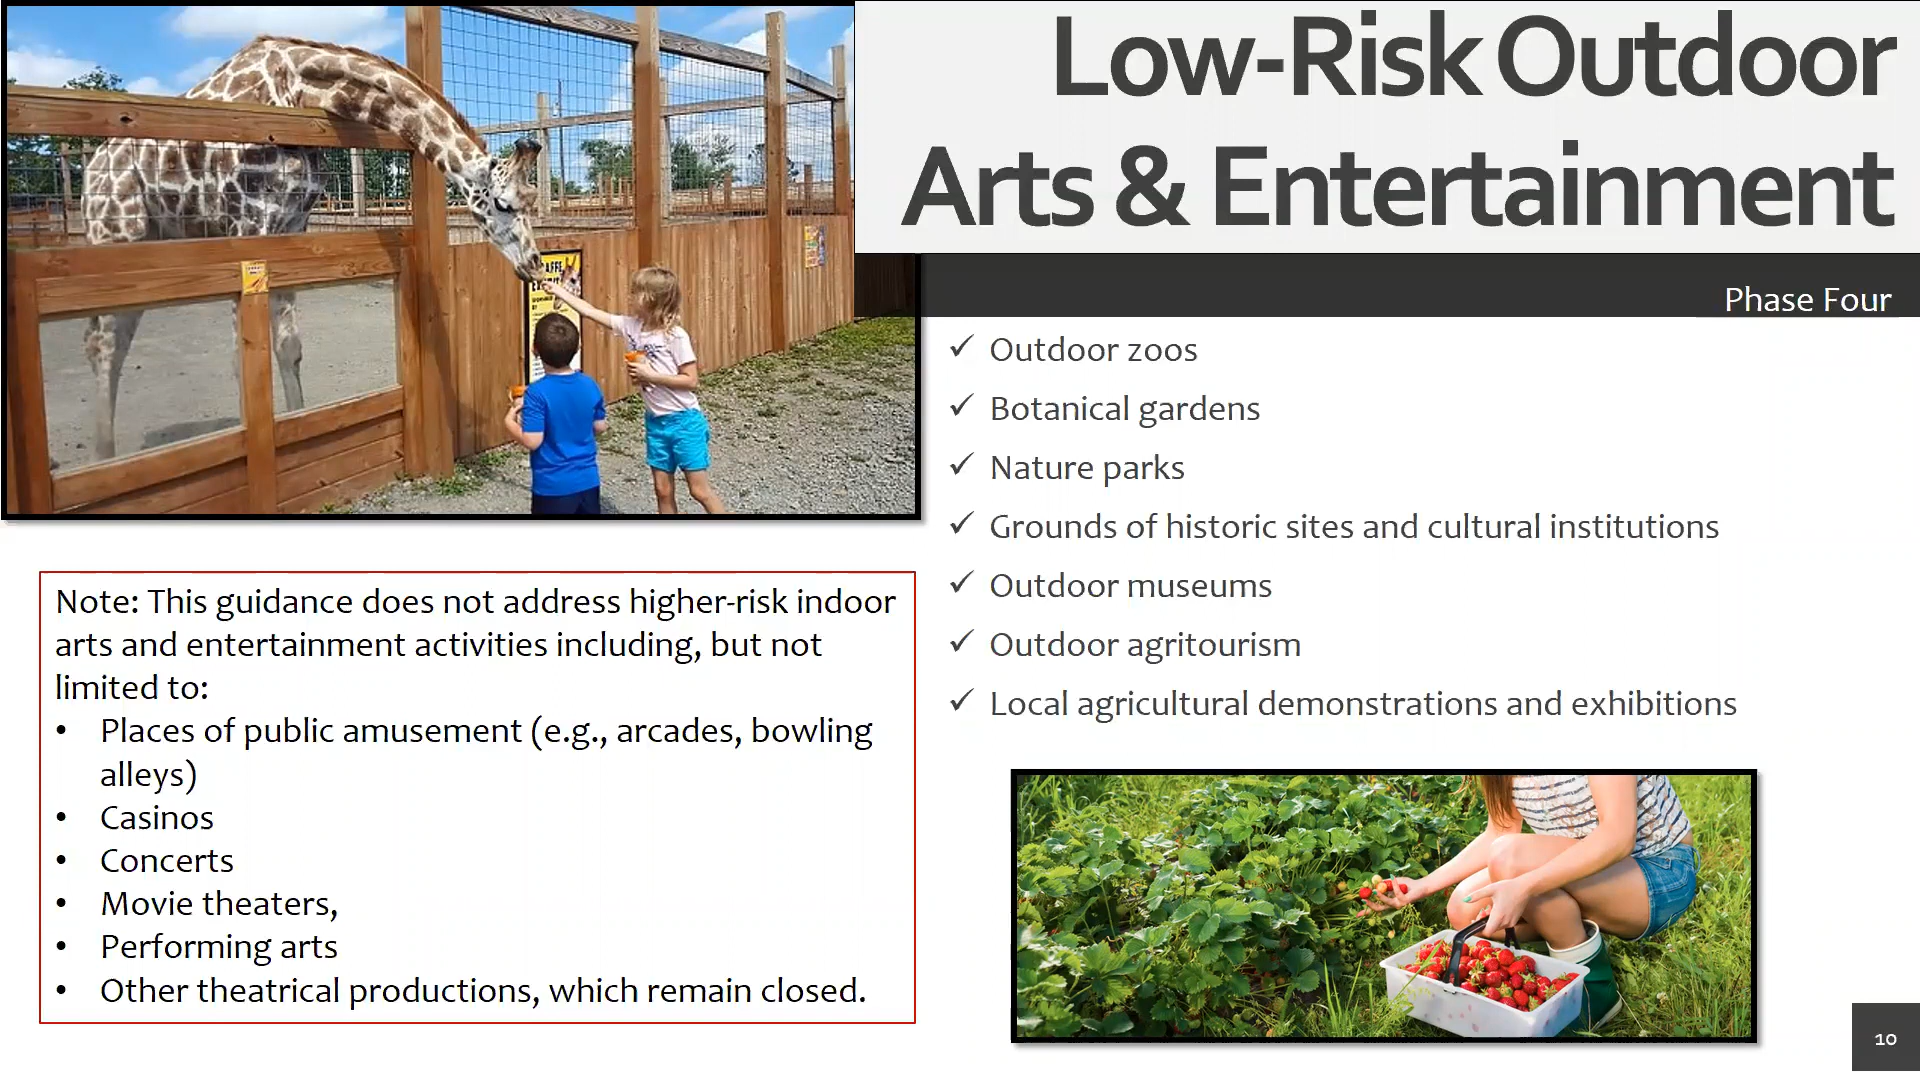 Low-Risk Outdoor
Arts & Entertainment
Phase Four
✓ Outdoor zoos
✓ Botanical gardens
✓ Nature parks
✓ Grounds of historic sites and cultural institutions
✓ Outdoor museums
✓ Outdoor agritourism
✓ Local agricultural demonstrations and exhibitions
Note: This guidance does not address higher-risk indoor
arts and entertainment activities including, but not
limited to:
• Places of public amusement (e.g., arcades, bowling
alleys)
• Casinos
• Concerts
• Movie theaters,
• Performing arts
• Other theatrical productions, which remain closed.
10